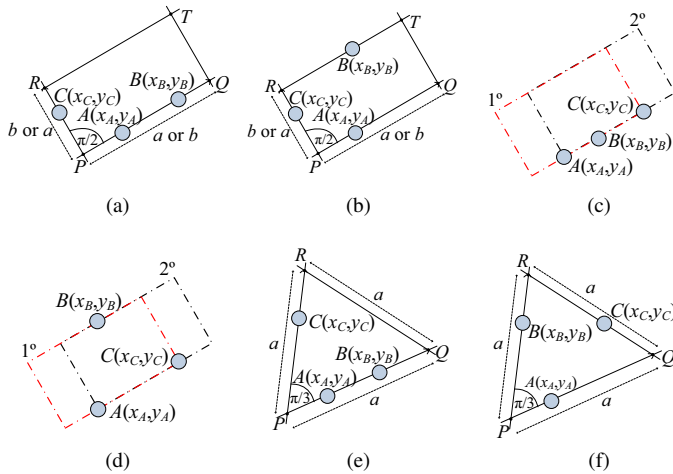 T
R
B(x_B,y_B)
Q
C(x_C,y_C)
A(x_A,y_A)
b or a
π/2
a or b
P
(a)
T
R
B(x_B,y_B)
Q
C(x_C,y_C)
A(x_A,y_A)
b or a
π/2
a or b
P
(b)
2º
1º
C(x_C,y_C)
B(x_B,y_B)
A(x_A,y_A)
(c)
2º
B(x_B,y_B)
1º
C(x_C,y_C)
A(x_A,y_A)
(d)
R
a
C(x_C,y_C)
a
B(x_B,y_B)
Q
A(x_A,y_A)
π/3
a
P
(e)
R
a
C(x_C,y_C)
B(x_B,y_B)
a
Q
A(x_A,y_A)
π/3
a
P
(f)